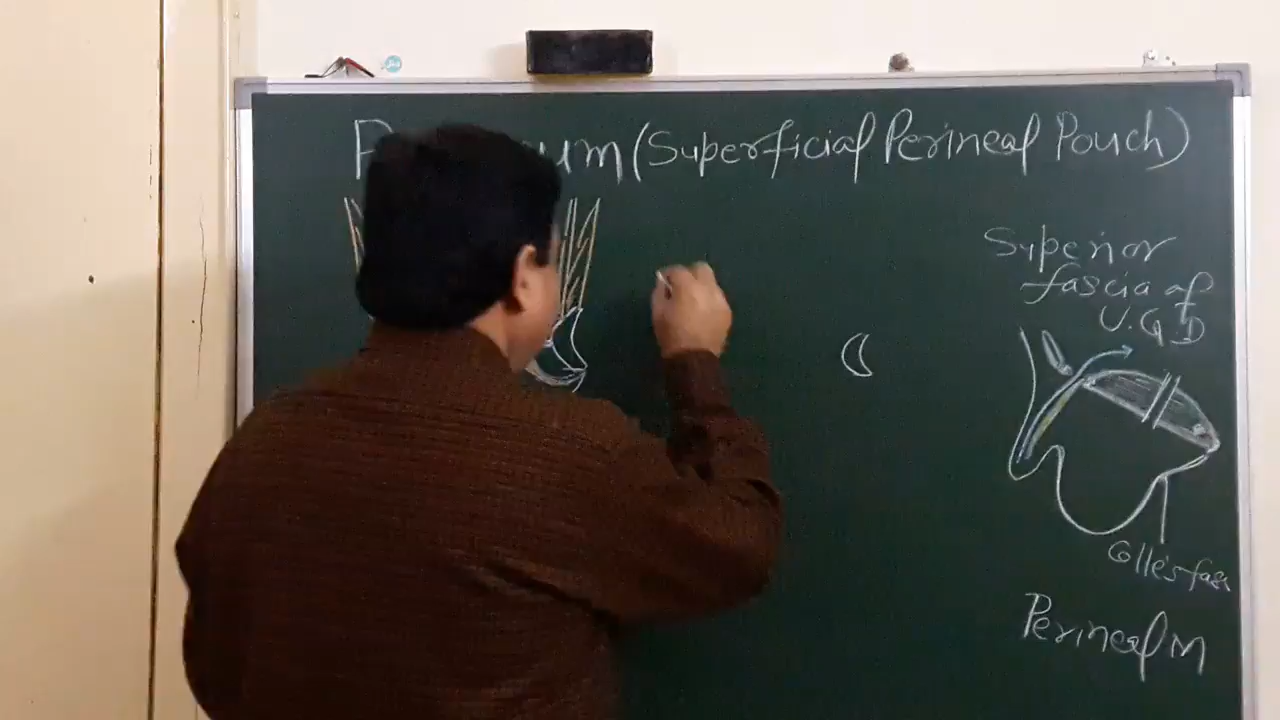 (Superficial Perineal Pouch)
Superior
fascia of
U.G.D
Colle's fas
Perineal M